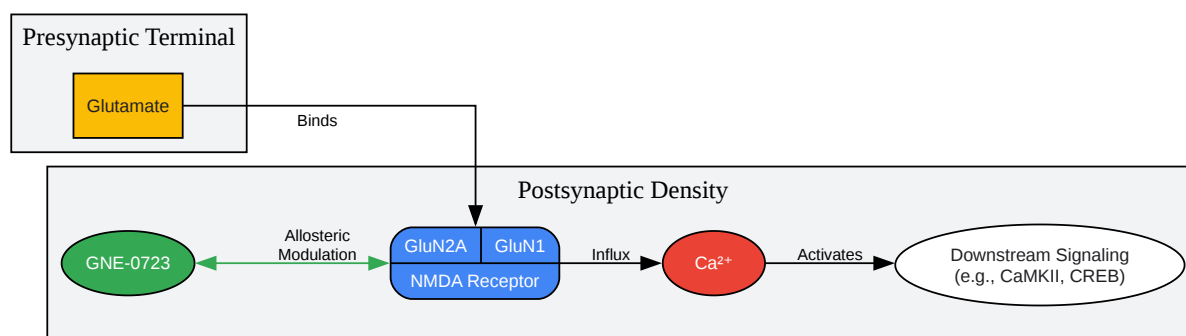 Presynaptic Terminal
Glutamate
Binds
Postsynaptic Density
GNE-0723
Allosteric
Modulation
GluN2A
GluN1
NMDA Receptor
Influx
Ca²⁺
Activates
Downstream Signaling
(e.g., CaMKII, CREB)